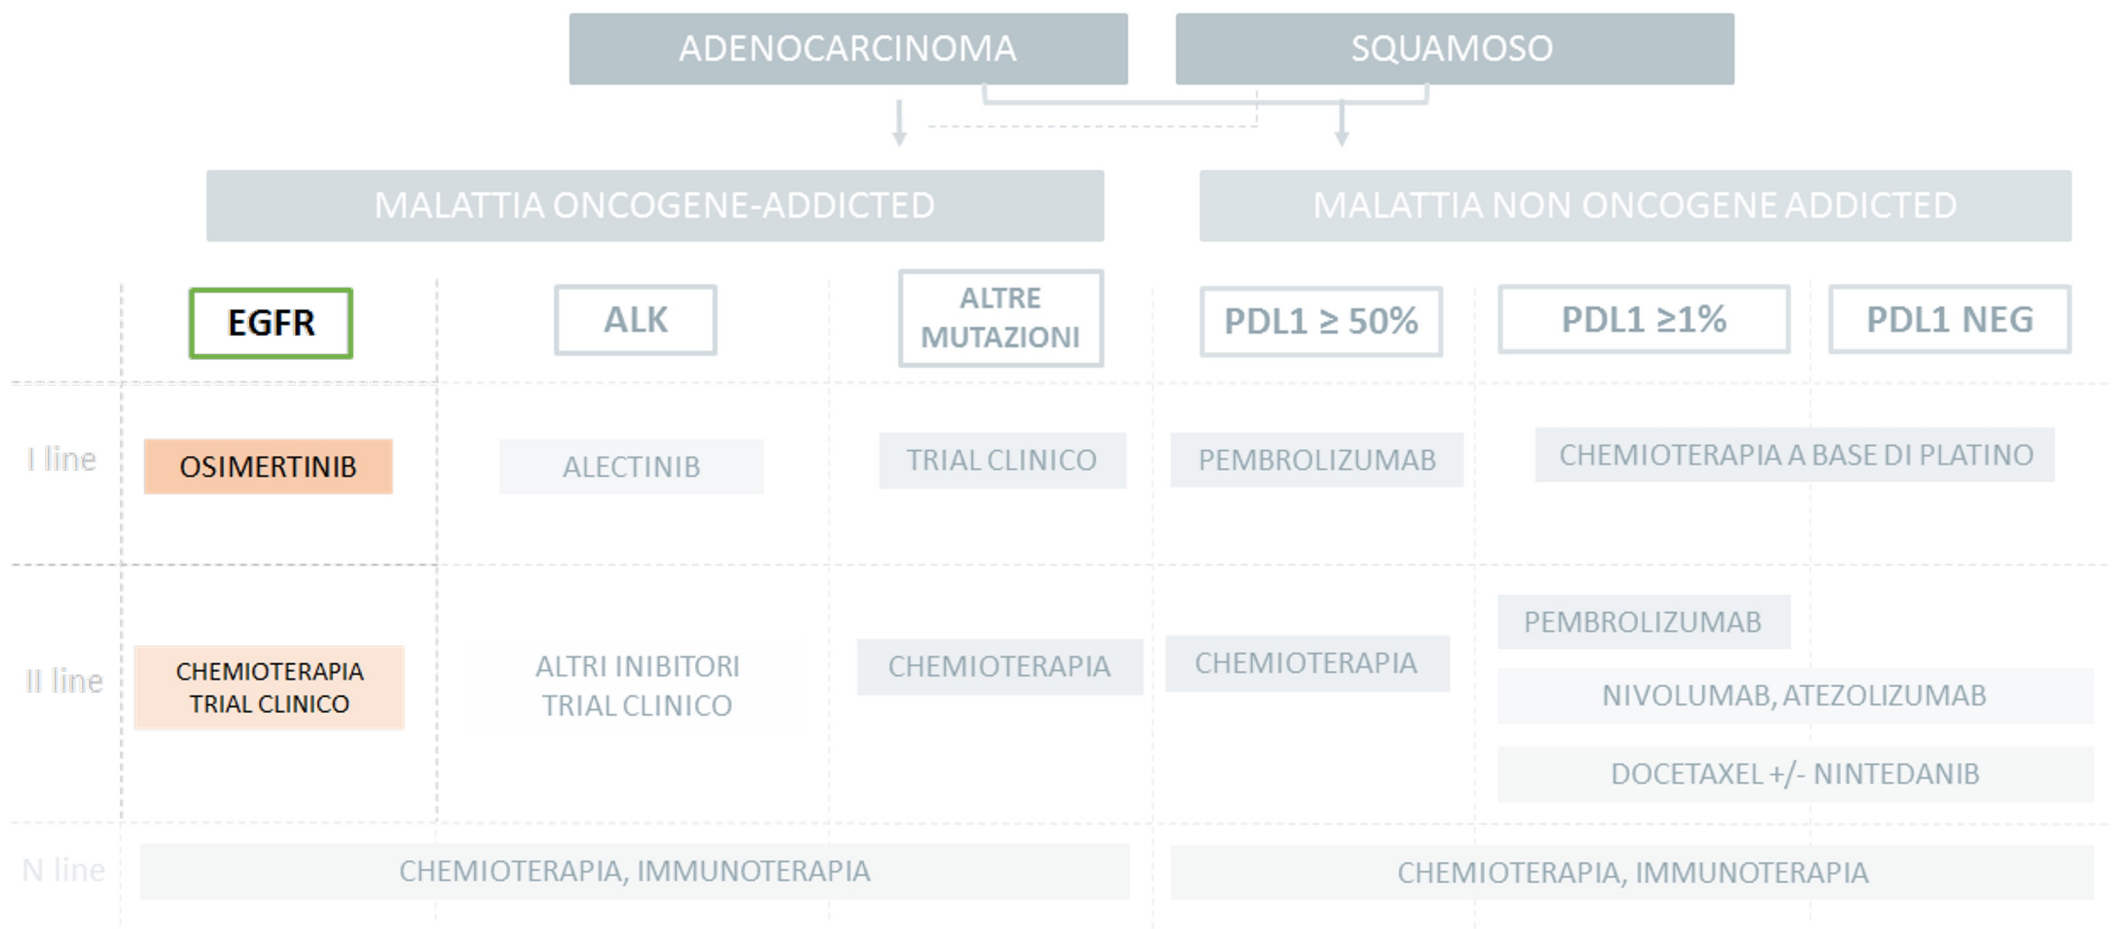 ADENOCARCINOMA
SQUAMOSO
MALATTIA ONCOGENE-ADDICTED
MALATTIA NON ONCOGENE ADDICTED
EGFR
ALK
ALTRE
MUTAZIONI
PDL1 ≥ 50%
PDL1 ≥1%
PDL1 NEG
I line
OSIMERTINIB
ALECTINIB
TRIAL CLINICO
PEMBROLIZUMAB
CHEMIOTERAPIA A BASE DI PLATINO
II line
CHEMIOTERAPIA
TRIAL CLINICO
ALTRI INIBITORI
TRIAL CLINICO
CHEMIOTERAPIA
CHEMIOTERAPIA
PEMBROLIZUMAB
NIVOLUMAB, ATEZOLIZUMAB
DOCETAXEL +/- NINTEDANIB
N line
CHEMIOTERAPIA, IMMUNOTERAPIA
CHEMIOTERAPIA, IMMUNOTERAPIA